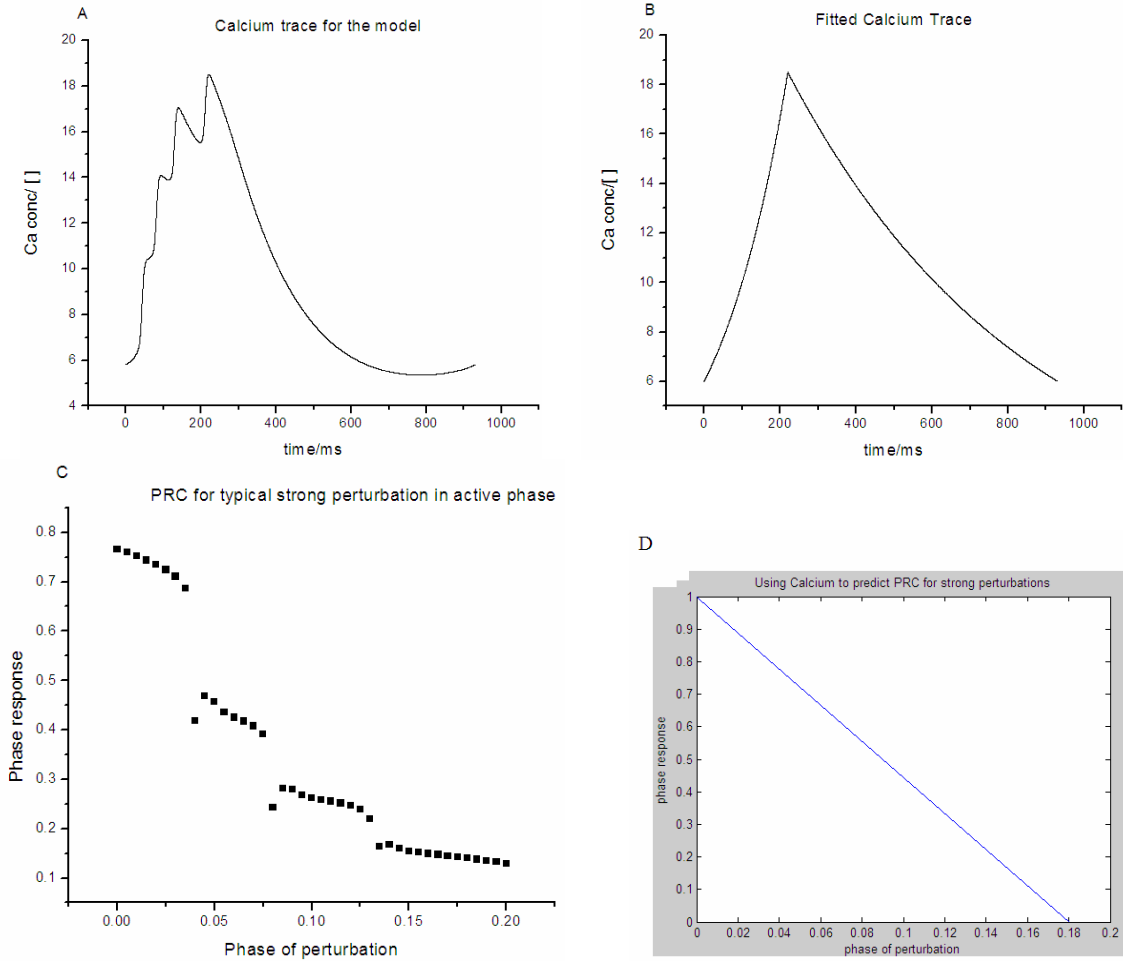 A
Calcium trace for the model
20
18
16
14
12
10
8
6
4
Ca conc/ [ ]
0 200 400 600 800 1000
time/ms
B
Fitted Calcium Trace
20
18
16
14
12
10
8
6
Ca conc/[ ]
0 200 400 600 800 1000
time/ms
C
PRC for typical strong perturbation in active phase
0.8
0.7
0.6
0.5
0.4
0.3
0.2
0.1
Phase response
0.00 0.05 0.10 0.15 0.20
Phase of perturbation
D
Using Calcium to predict PRC for strong perturbations
1
0.9
0.8
0.7
0.6
0.5
0.4
0.3
0.2
0.1
0
phase response
0 0.02 0.04 0.06 0.08 0.1 0.12 0.14 0.16 0.18 0.2
phase of perturbation